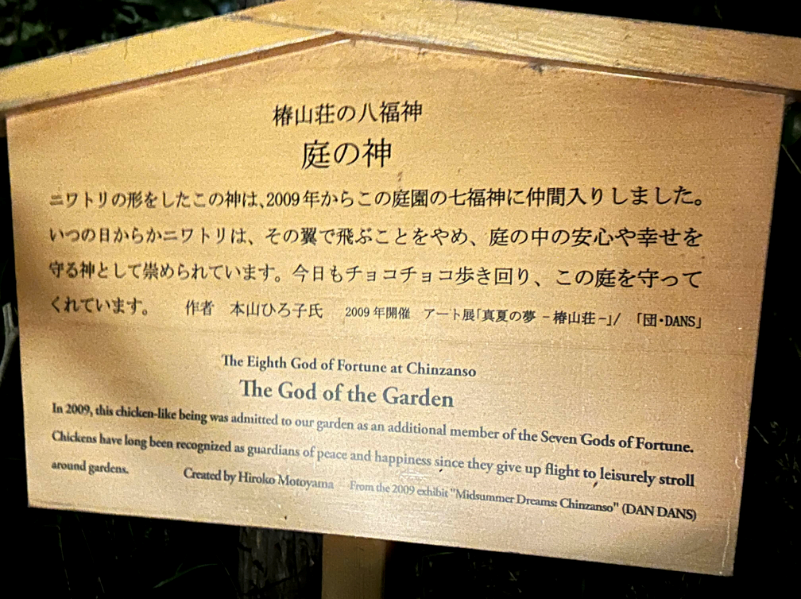 椿山荘の八福神
庭の神
ニワトリの形をしたこの神は、2009年からこの庭園の七福神に仲間入りしました。
いつの日からかニワトリは、その翼で飛ぶことをやめ、庭の中の安心や幸せを
守る神として崇められています。今日もチョコチョコ歩き回り、この庭を守って
くれています。 作者 本山ひろ子氏 2009年開催 アート展「真夏の夢 −椿山荘−」/ 「団・DANS」
The Eighth God of Fortune at Chinzanso
The God of the Garden
In 2009, this chicken-like being was admitted to our garden as an additional member of the Seven Gods of Fortune.
Chickens have long been recognized as guardians of peace and happiness since they give up flight to leisurely stroll
around gardens. Created by Hiroko Motoyama From the 2009 exhibit "Midsummer Dreams: Chinzanso" (DAN DANS)